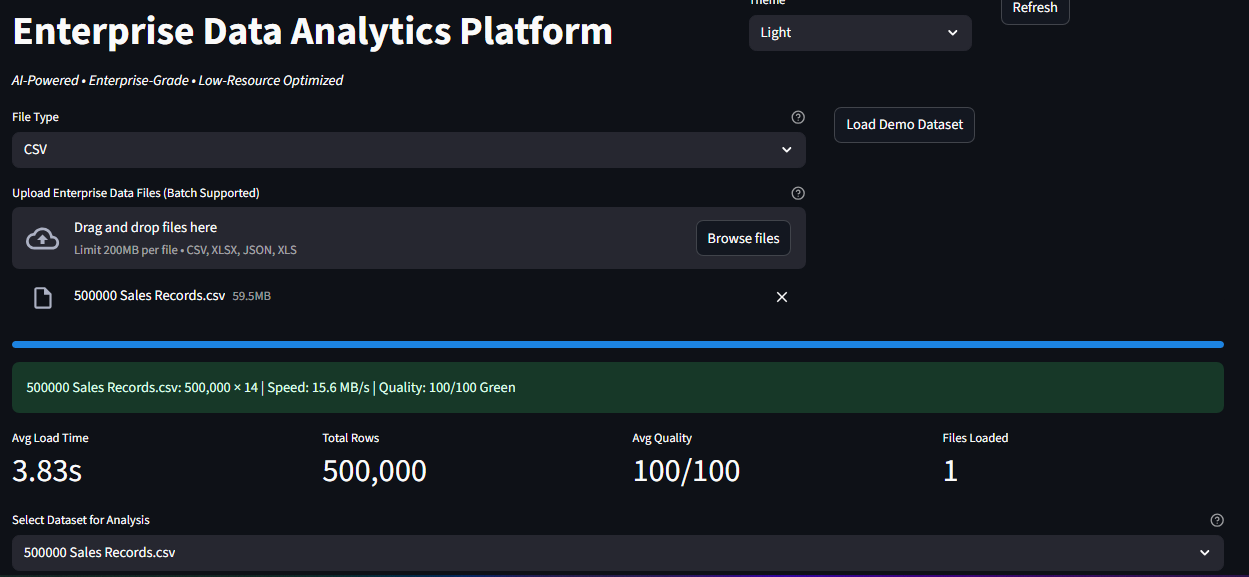 Theme
Refresh
Enterprise Data Analytics Platform
Light
AI-Powered • Enterprise-Grade • Low-Resource Optimized
File Type
Load Demo Dataset
CSV
Upload Enterprise Data Files (Batch Supported)
Drag and drop files here
Limit 200MB per file • CSV, XLSX, JSON, XLS
Browse files
500000 Sales Records.csv 59.5MB
500000 Sales Records.csv: 500,000 × 14 | Speed: 15.6 MB/s | Quality: 100/100 Green
Avg Load Time
3.83s
Total Rows
500,000
Avg Quality
100/100
Files Loaded
1
Select Dataset for Analysis
500000 Sales Records.csv